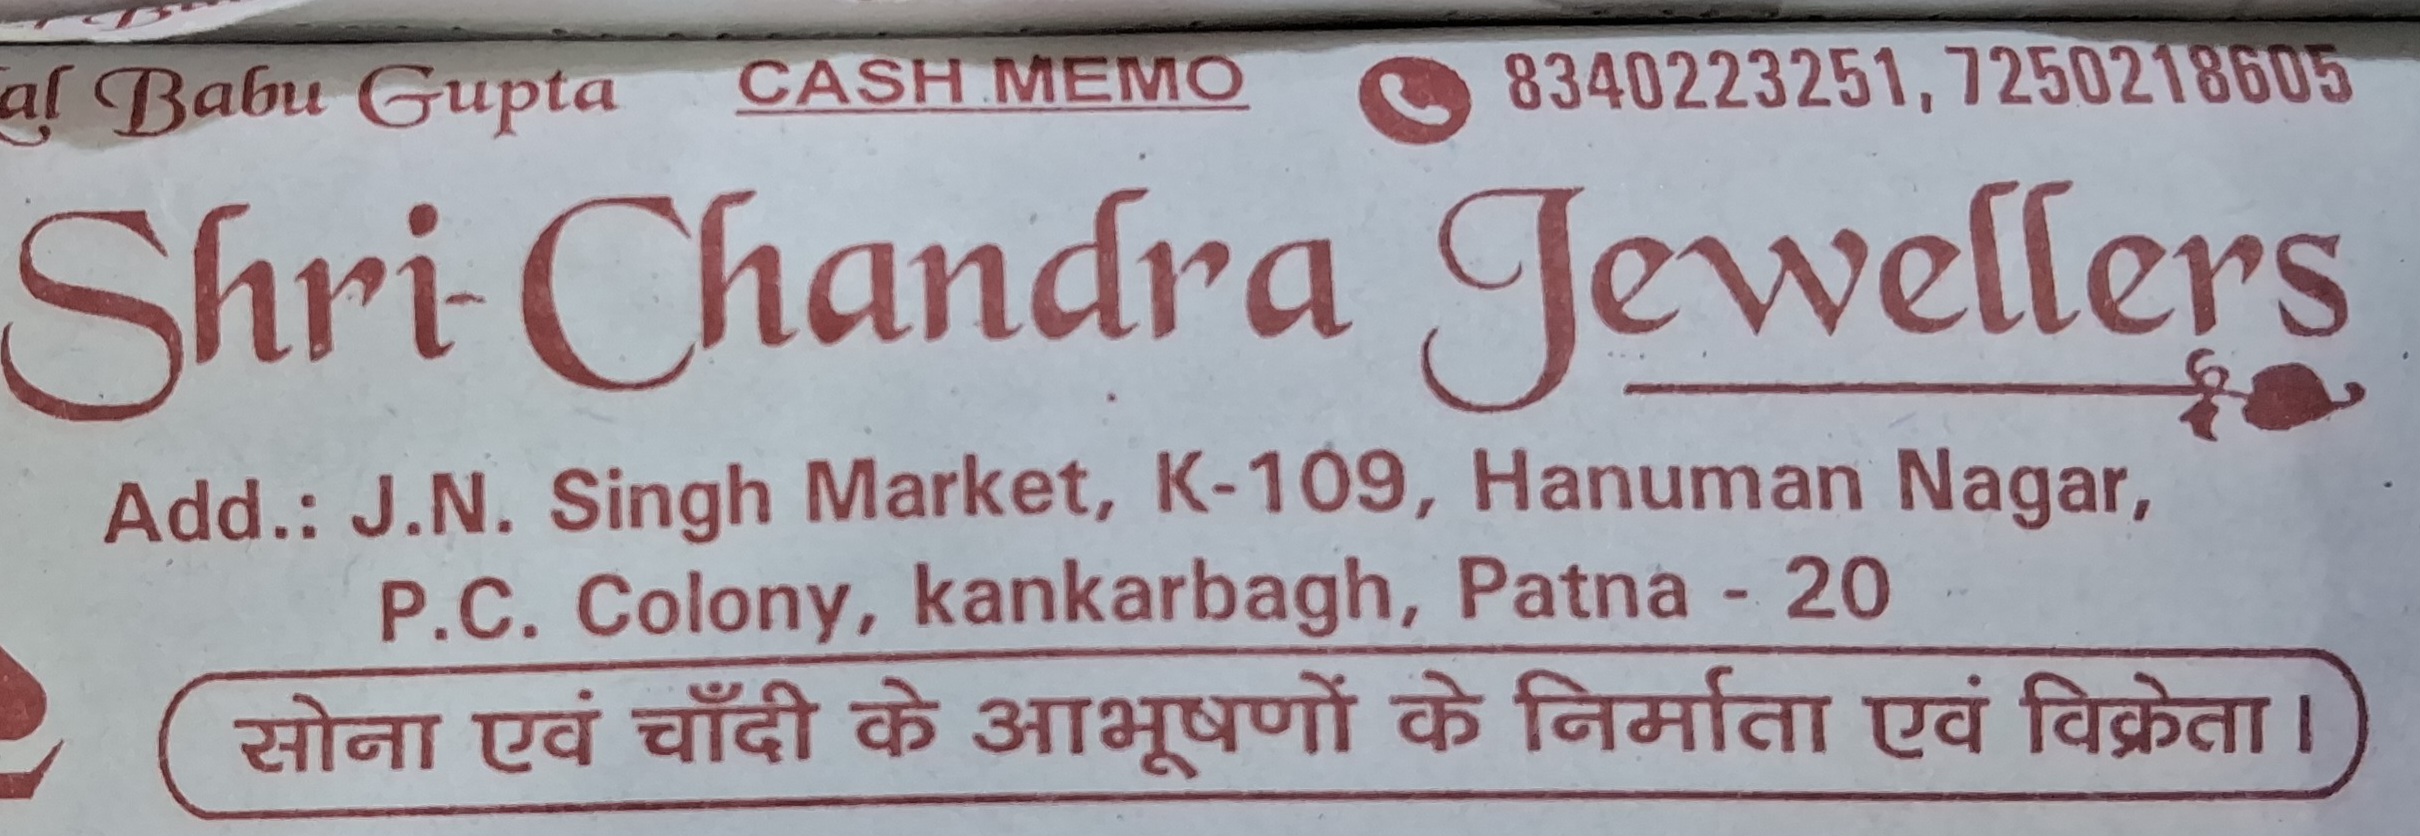 Babu Gupta CASH MEMO 8340223251, 7250218605
Shri-Chandra Jewellers
Add.: J.N. Singh Market, K-109, Hanuman Nagar,
P.C. Colony, kankarbagh, Patna - 20
सोना एवं चाँदी के आभूषणों के निर्माता एवं विक्रेता।